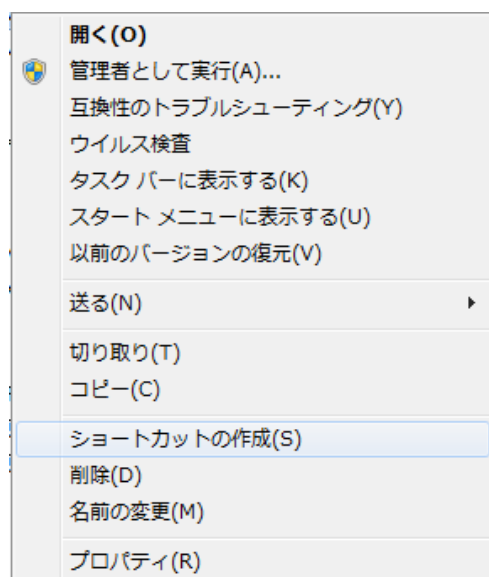 開く(O)
管理者として実行(A)...
互換性のトラブルシューティング(Y)
ウイルス検査
タスク バーに表示する(K)
スタート メニューに表示する(U)
以前のバージョンの復元(V)
送る(N)
切り取り(T)
コピー(C)
ショートカットの作成(S)
削除(D)
名前の変更(M)
プロパティ(R)